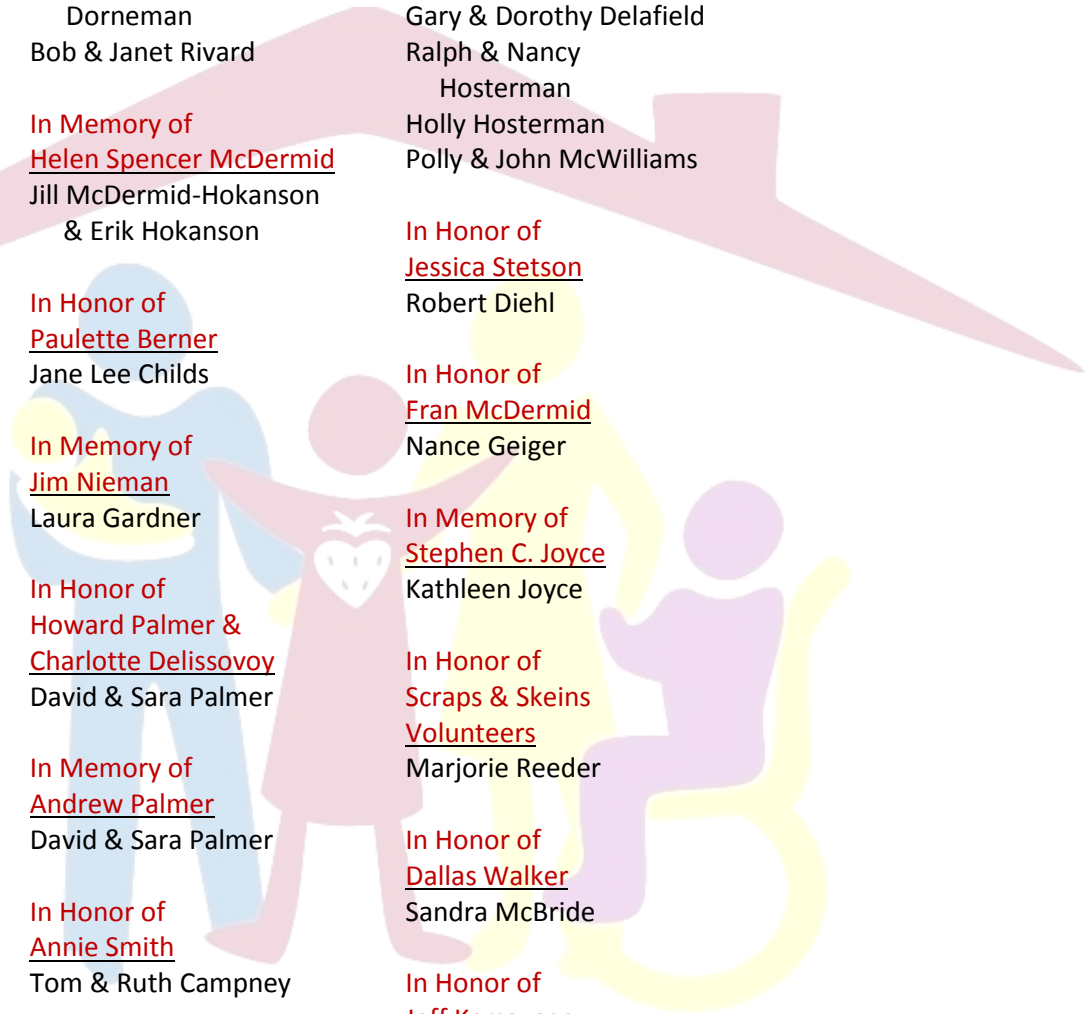 Dorneman
Bob & Janet Rivard
In Memory of
Helen Spencer McDermid
Jill McDermid-Hokanson
& Erik Hokanson
In Honor of
Paulette Berner
Jane Lee Childs
In Memory of
Jim Nieman
Laura Gardner
In Honor of
Howard Palmer &
Charlotte Delissovoy
David & Sara Palmer
In Memory of
Andrew Palmer
David & Sara Palmer
In Honor of
Annie Smith
Tom & Ruth Campney
Gary & Dorothy Delafield
Ralph & Nancy
Hosterman
Holly Hosterman
Polly & John McWilliams
In Honor of
Jessica Stetson
Robert Diehl
In Honor of
Fran McDermid
Nance Geiger
In Memory of
Stephen C. Joyce
Kathleen Joyce
In Honor of
Scraps & Skeins
Volunteers
Marjorie Reeder
In Honor of
Dallas Walker
Sandra McBride
In Honor of